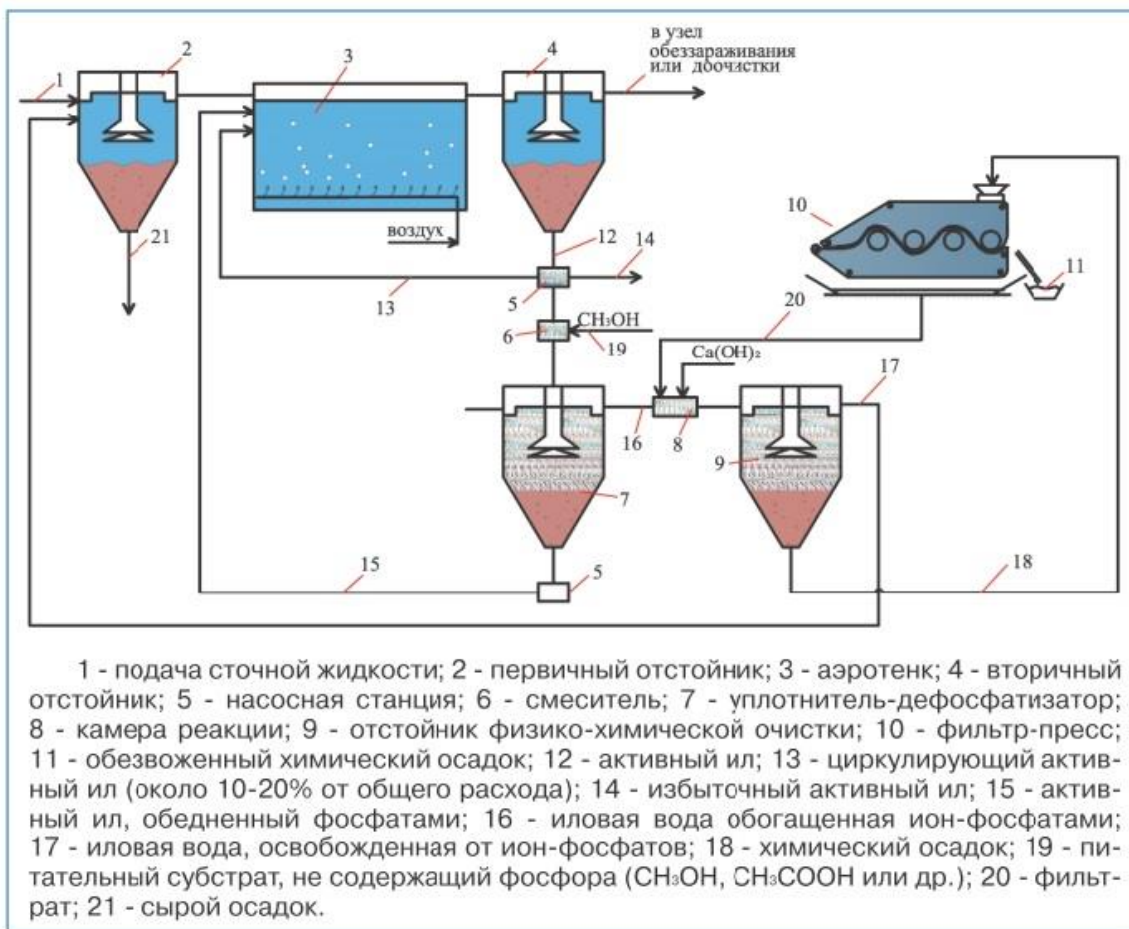 в узел
обеззараживания
или доочистки
1
2
3
4
воздух
21
13
12
14
5
6
CH₃OH
19
10
11
20
Ca(OH)₂
17
16
8
9
7
15
5
18
1 - подача сточной жидкости; 2 - первичный отстойник; 3 - аэротенк; 4 - вторичный
отстойник; 5 - насосная станция; 6 - смеситель; 7 - уплотнитель-дефосфатизатор;
8 - камера реакции; 9 - отстойник физико-химической очистки; 10 - фильтр-пресс;
11 - обезвоженный химический осадок; 12 - активный ил; 13 - циркулирующий актив-
ный ил (около 10-20% от общего расхода); 14 - избыточный активный ил; 15 - актив-
ный ил, обедненный фосфатами; 16 - иловая вода обогащенная ион-фосфатами;
17 - иловая вода, освобожденная от ион-фосфатов; 18 - химический осадок; 19 - пи-
тательный субстрат, не содержащий фосфора (CH₃OH, CH₃COOH или др.); 20 - фильт-
рат; 21 - сырой осадок.